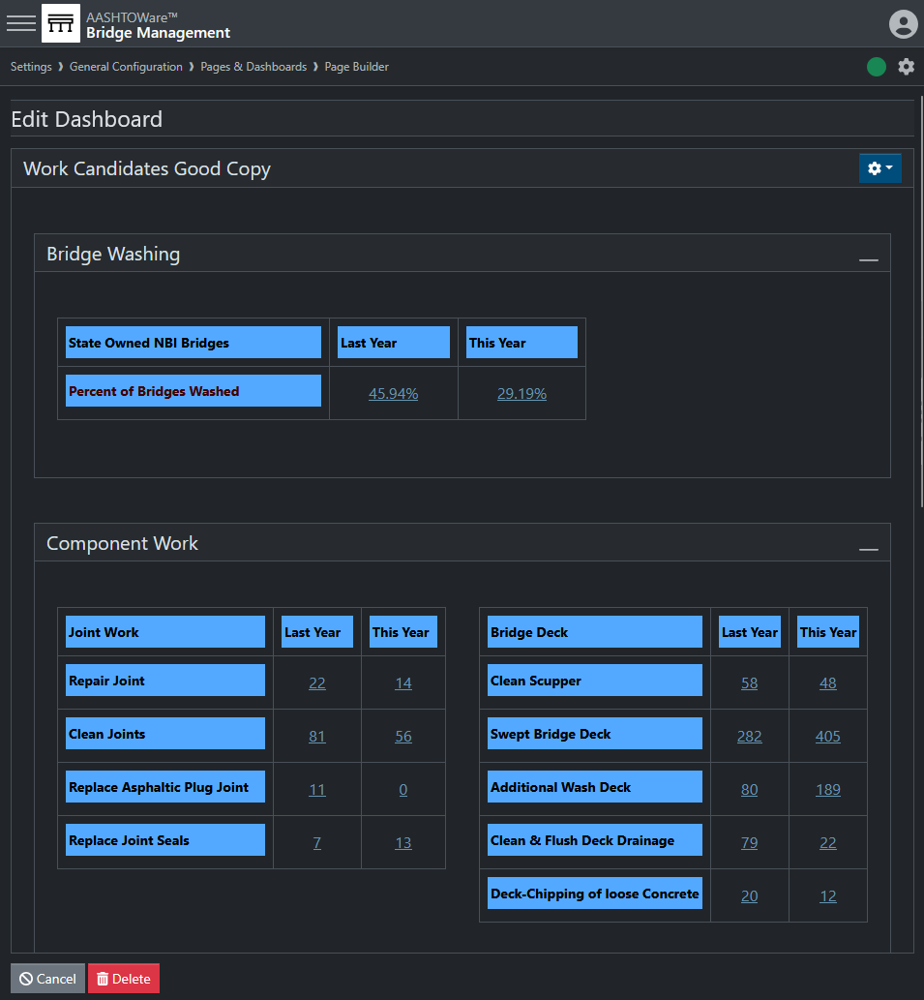 AASHTOWare™
Bridge Management
Settings ❯ General Configuration ❯ Pages & Dashboards ❯ Page Builder
Edit Dashboard
Work Candidates Good Copy
Bridge Washing
State Owned NBI Bridges Last Year This Year
Percent of Bridges Washed 45.94% 29.19%
Component Work
Joint Work Last Year This Year
Repair Joint 22 14
Clean Joints 81 56
Replace Asphaltic Plug Joint 11 0
Replace Joint Seals 7 13
Bridge Deck Last Year This Year
Clean Scupper 58 48
Swept Bridge Deck 282 405
Additional Wash Deck 80 189
Clean & Flush Deck Drainage 79 22
Deck-Chipping of loose Concrete 20 12
Cancel Delete